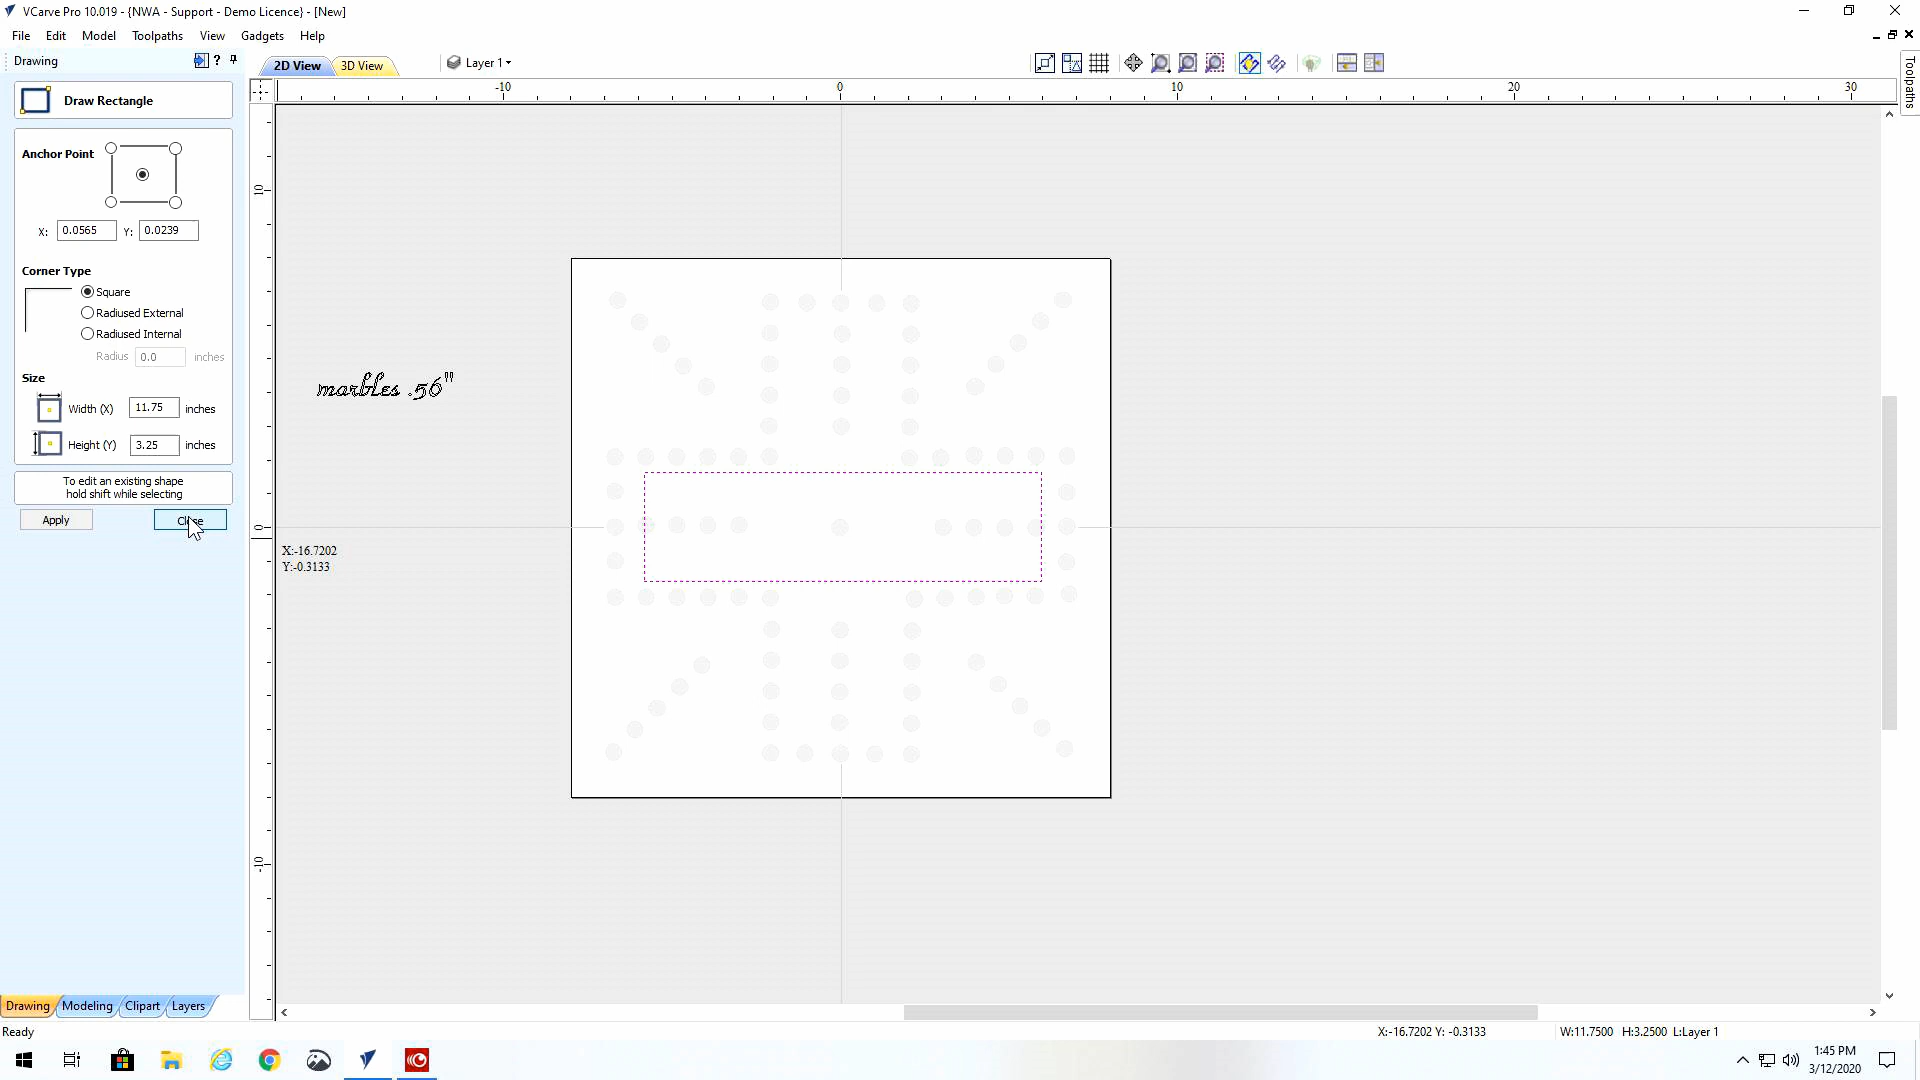 VCarve Pro 10.019 - {NWA - Support - Demo Licence} - [New]
File Edit Model Toolpaths View Gadgets Help
Drawing ?
2D View 3D View Layer 1
Toolpaths
-10 0 10 20 30
Draw Rectangle
Anchor Point
X: 0.0565 Y: 0.0239
Corner Type
Square
Radiused External
Radiused Internal
Radius 0.0 inches
Size
Width (X) 11.75 inches
Height (Y) 3.25 inches
To edit an existing shape
hold shift while selecting
Apply Close
10
0
-10
marbles .56"
X:-16.7202
Y:-0.3133
Drawing Modeling Clipart Layers
Ready X:-16.7202 Y: -0.3133 W:11.7500 H:3.2500 L:Layer 1
1:45 PM
3/12/2020